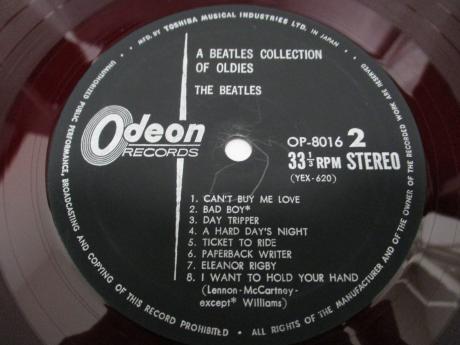 MFD. BY TOSHIBA MUSICAL INDUSTRIES LTD. IN JAPAN •
A BEATLES COLLECTION
OF OLDIES
THE BEATLES
Odeon
RECORDS
OP-8016 2
33⅓ RPM STEREO
(YEX-620)
1. CAN'T BUY ME LOVE
2. BAD BOY*
3. DAY TRIPPER
4. A HARD DAY'S NIGHT
5. TICKET TO RIDE
6. PAPERBACK WRITER
7. ELEANOR RIGBY
8. I WANT TO HOLD YOUR HAND
(Lennon-McCartney-
except* Williams)
ALL RIGHTS OF THE MANUFACTURER AND OF THE OWNER OF THE RECORDED WORK ARE RESERVED
UNAUTHORIZED PUBLIC PERFORMANCE, BROADCASTING AND COPYING OF THIS RECORD PROHIBITED •